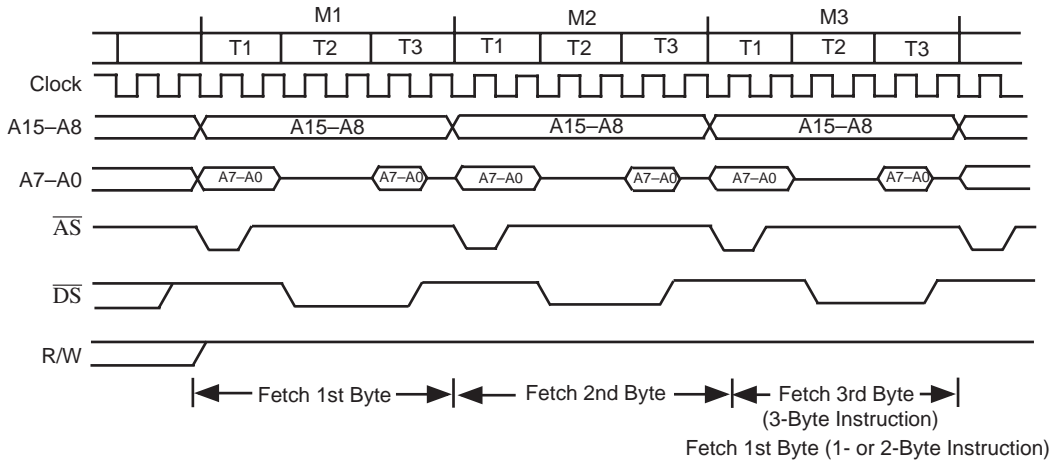 M1 M2 M3
T1 T2 T3 T1 T2 T3 T1 T2 T3
Clock
A15–A8 A15–A8 A15–A8 A15–A8
A7–A0 A7–A0 A7–A0 A7–A0 A7–A0 A7–A0 A7–A0
AS
DS
R/W
Fetch 1st Byte Fetch 2nd Byte Fetch 3rd Byte
(3-Byte Instruction)
Fetch 1st Byte (1- or 2-Byte Instruction)